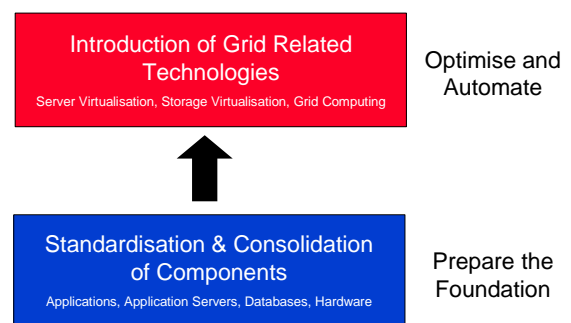 Introduction of Grid Related
Technologies
Server Virtualisation, Storage Virtualisation, Grid Computing
Optimise and
Automate
Standardisation & Consolidation
of Components
Applications, Application Servers, Databases, Hardware
Prepare the
Foundation